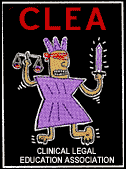 CLEA
CLINICAL LEGAL
EDUCATION ASSOCIATION